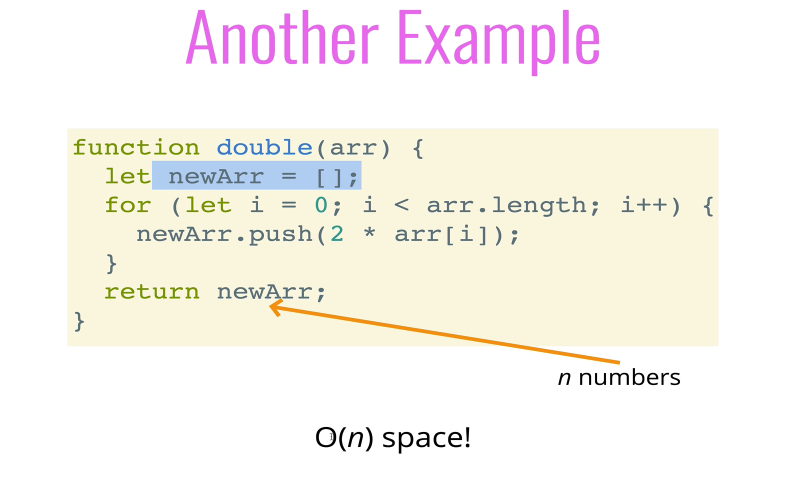 Another Example
function double(arr) {
  let newArr = [];
  for (let i = 0; i < arr.length; i++) {
    newArr.push(2 * arr[i]);
  }
  return newArr;
}
n numbers
O(n) space!